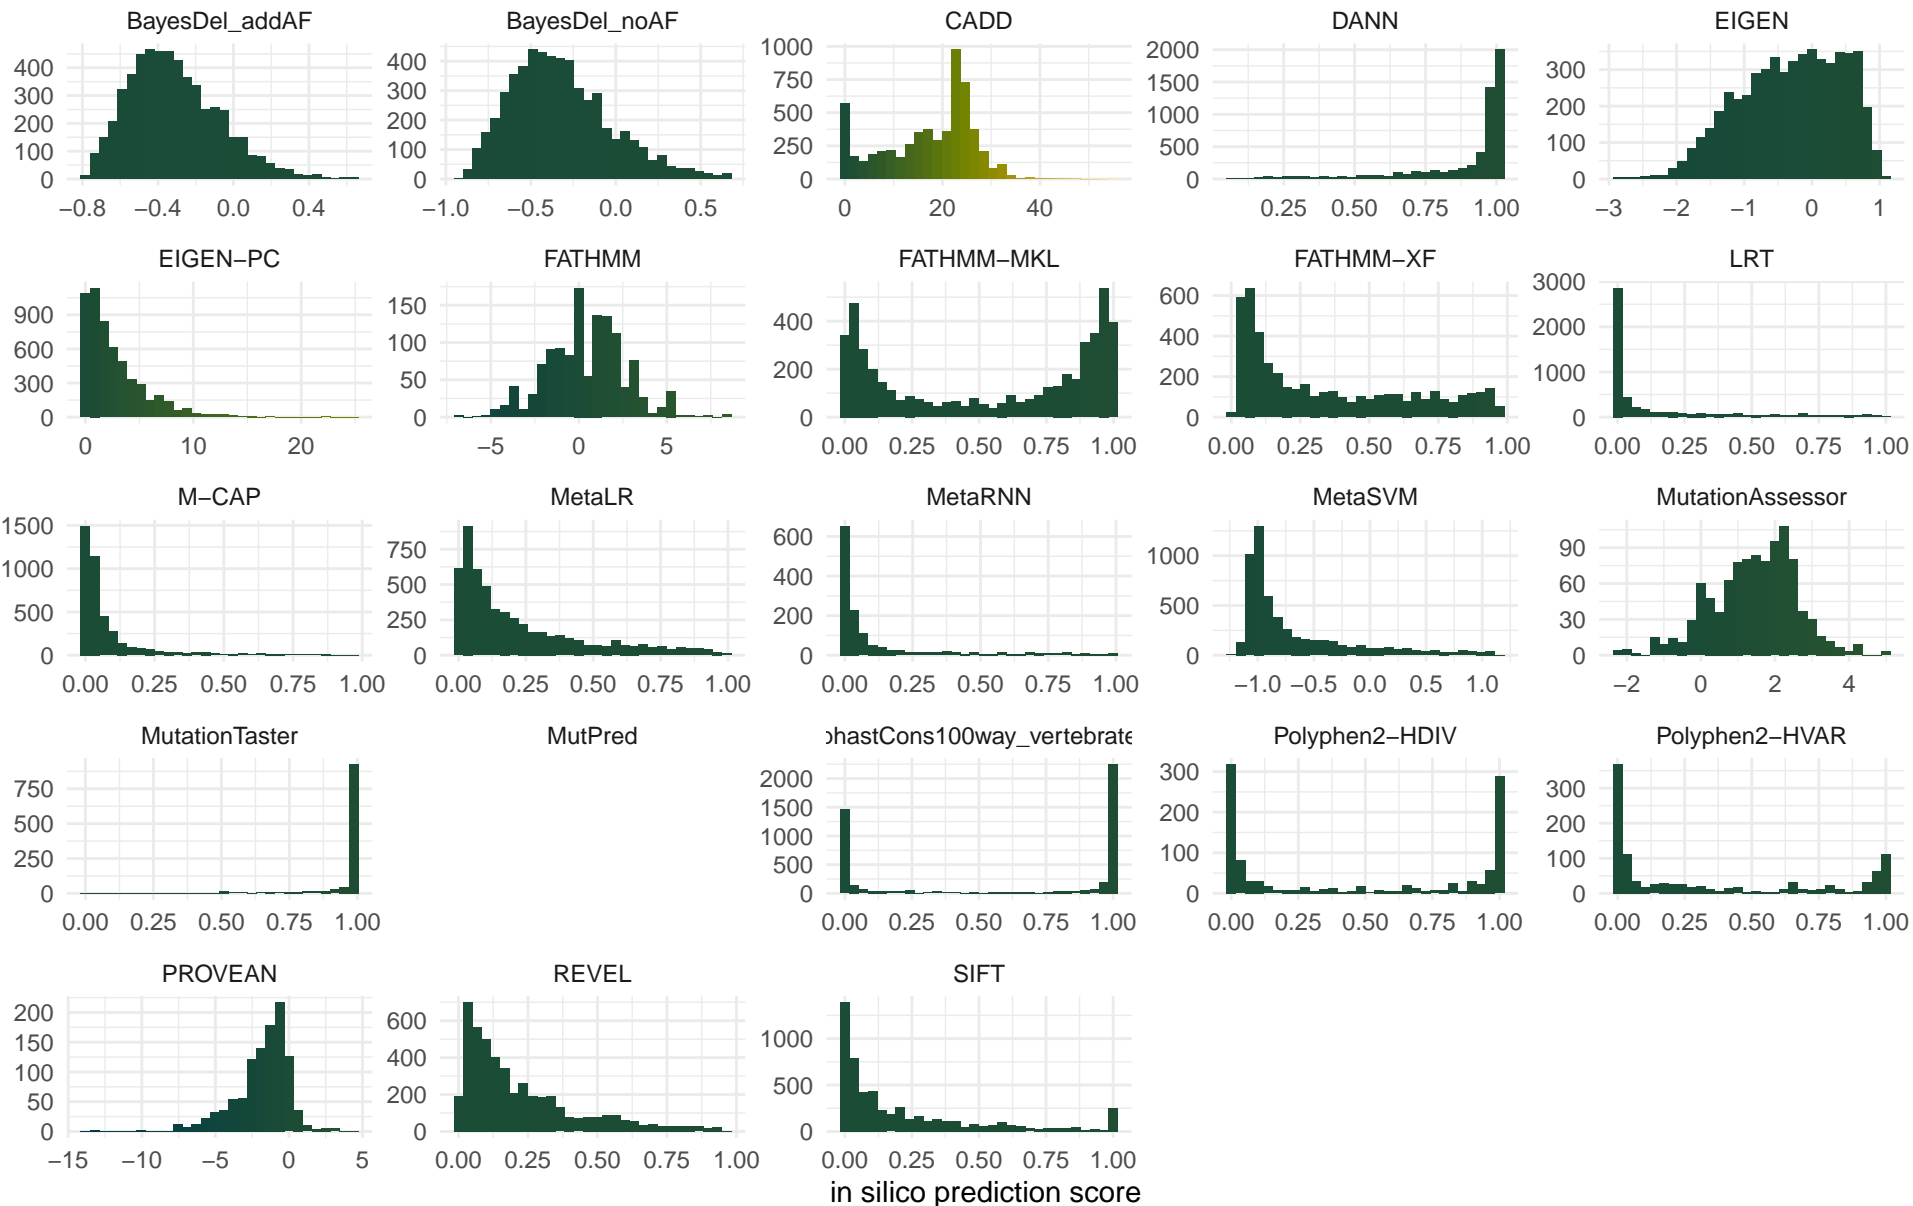 BayesDel_addAF BayesDel_noAF CADD DANN EIGEN
400 300 200 100 0
−0.8 −0.4 0.0 0.4
400 300 200 100 0
−1.0 −0.5 0.0 0.5
1000 750 500 250 0
0 20 40
2000 1500 1000 500 0
0.25 0.50 0.75 1.00
300 200 100 0
−3 −2 −1 0 1
EIGEN−PC FATHMM FATHMM−MKL FATHMM−XF LRT
900 600 300 0
0 10 20
150 100 50 0
−5 0 5
400 200 0
0.00 0.25 0.50 0.75 1.00
600 400 200 0
0.00 0.25 0.50 0.75 1.00
3000 2000 1000 0
0.00 0.25 0.50 0.75 1.00
M−CAP MetaLR MetaRNN MetaSVM MutationAssessor
1500 1000 500 0
0.00 0.25 0.50 0.75 1.00
750 500 250 0
0.00 0.25 0.50 0.75 1.00
600 400 200 0
0.00 0.25 0.50 0.75 1.00
1000 500 0
−1.0 −0.5 0.0 0.5 1.0
90 60 30 0
−2 0 2 4
MutationTaster MutPred ohastCons100way_vertebrate Polyphen2−HDIV Polyphen2−HVAR
750 500 250 0
0.00 0.25 0.50 0.75 1.00
2000 1500 1000 500 0
0.00 0.25 0.50 0.75 1.00
300 200 100 0
0.00 0.25 0.50 0.75 1.00
300 200 100 0
0.00 0.25 0.50 0.75 1.00
PROVEAN REVEL SIFT
200 150 100 50 0
−15 −10 −5 0 5
600 400 200 0
0.00 0.25 0.50 0.75 1.00
1000 500 0
0.00 0.25 0.50 0.75 1.00
in silico prediction score